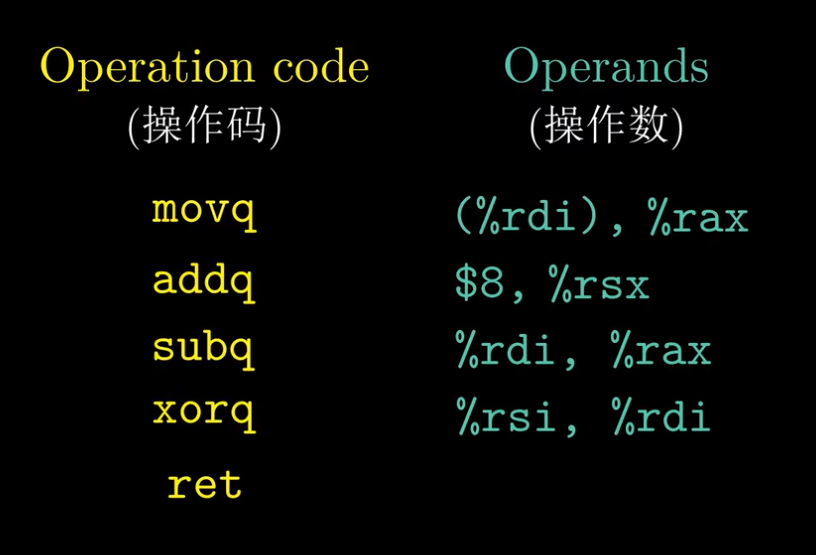 Operation code Operands
(操作码) (操作数)
movq (%rdi), %rax
addq $8, %rsx
subq %rdi, %rax
xorq %rsi, %rdi
ret